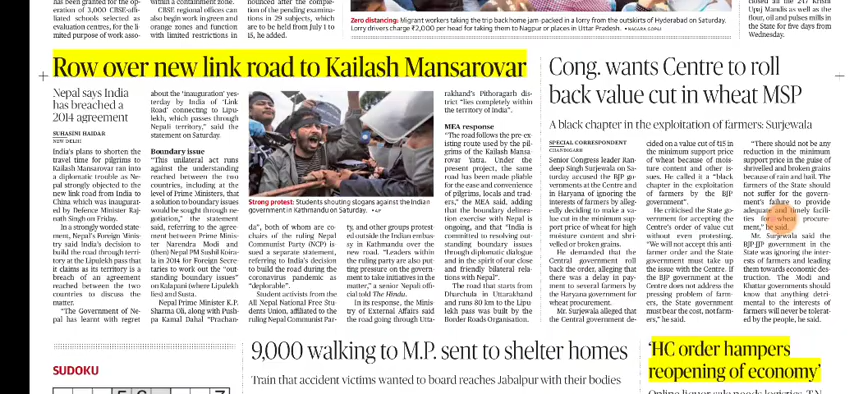 has been granted for the op-
eration of 3,000 CBSE-affi-
liated schools selected as
evaluation centres, for the li-
mited purpose of work asso-
within a containment zone.
CBSE regional offices can
also begin work in green and
orange zones and function
with limited restrictions in
nounced after the comple-
tion of the pending examina-
tions in 29 subjects, which
are to be held from July 1 to
15, he added.
Zero distancing: Migrant workers taking the trip back home jam-packed in a lorry from the outskirts of Hyderabad on Saturday.
Lorry drivers charge ₹2,000 per head for taking them to Nagpur or places in Uttar Pradesh. • NAGARA GOPAL
closed all the 247 Krishi
Upaj Mandis as well as the
flour, oil and pulses mills in
the State for five days from
Wednesday.
Row over new link road to Kailash Mansarovar
Nepal says India
has breached a
2014 agreement
SUHASINI HAIDAR
NEW DELHI
India's plans to shorten the
travel time for pilgrims to
Kailash Mansarovar ran into
a diplomatic tussle as Ne-
pal strongly objected to the
new link road from India to
China which was inaugurat-
ed by Defence Minister Raj-
nath Singh on Friday.
In a strongly worded state-
ment, Nepal's Foreign Minis-
try said India's decision to
build the road through terri-
tory at the Lipulekh pass that
it claims as its territory is a
breach of an agreement
reached between the two
countries to discuss the
matter.
"The Government of Ne-
pal has learnt with regret
about the 'inauguration' yes-
terday by India of 'Link
Road' connecting to Lipu-
lekh, which passes through
Nepali territory," said the
statement on Saturday.
Boundary issue
"This unilateral act runs
against the understanding
reached between the two
countries, including at the
level of Prime Ministers, that
a solution to boundary issues
would be sought through ne-
gotiation," the statement
said, referring to the agree-
ment between Prime Minis-
ter Narendra Modi and
(then) Nepal PM Sushil Koira-
la in 2014 for Foreign Secre-
taries to work out the "out-
standing boundary issues"
on Kalapani (where Lipulekh
lies) and Susta.
Nepal Prime Minister K.P.
Sharma Oli, along with Push-
pa Kamal Dahal "Prachan-
Strong protest: Students shouting slogans against the Indian
government in Kathmandu on Saturday. • AP
da", both of whom are co-
chairs of the ruling Nepal
Communist Party (NCP) is-
sued a separate statement,
referring to India's decision
to build the road during the
coronavirus pandemic as
"deplorable".
Student activists from the
All Nepal National Free Stu-
dents Union, affiliated to the
ruling Nepal Communist Par-
ty, and other groups protest-
ed outside the Indian embas-
sy in Kathmandu over the
new road. "Leaders within
the ruling party are also put-
ting pressure on the govern-
ment to take initiatives in the
matter," a senior Nepali offi-
cial told The Hindu.
In its response, the Minis-
try of External Affairs said
the road going through Utta-
rakhand's Pithoragarh dis-
trict "lies completely within
the territory of India".
MEA response
"The road follows the pre-ex-
isting route used by the pil-
grims of the Kailash Mansa-
rovar Yatra. Under the
present project, the same
road has been made pliable
for the ease and convenience
of pilgrims, locals and trad-
ers," the MEA said, adding
that the boundary delinea-
tion exercise with Nepal is
ongoing, and that "India is
committed to resolving out-
standing boundary issues
through diplomatic dialogue
and in the spirit of our close
and friendly bilateral rela-
tions with Nepal".
The road that starts from
Dharchula in Uttarakhand
and runs 80 km to the Lipu-
lekh pass was built by the
Border Roads Organisation.
Cong. wants Centre to roll
back value cut in wheat MSP
A black chapter in the exploitation of farmers: Surjewala
SPECIAL CORRESPONDENT
CHANDIGARH
Senior Congress leader Ran-
deep Singh Surjewala on Sa-
turday accused the BJP go-
vernments at the Centre and
in Haryana of ignoring the
interests of farmers by alleg-
edly deciding to make a va-
lue cut in the minimum sup-
port price of wheat for high
moisture content and shri-
velled or broken grains.
He demanded that the
Central government roll
back the order, alleging that
there was a delay in pay-
ment to several farmers by
the Haryana government for
wheat procurement.
Mr. Surjewala alleged that
the Central government de-
cided on a value cut of ₹15 in
the minimum support price
of wheat because of mois-
ture content and other is-
sues. He called it a "black
chapter in the exploitation
of farmers by the BJP
government".
He criticised the State go-
vernment for accepting the
Centre's order of value cut
without even protesting.
"We will not accept this anti-
farmer order and the State
government must take up
the issue with the Centre. If
the BJP government at the
Centre does not address the
pressing problem of farm-
ers, the State government
must bear the cost, not farm-
ers," he said.
"There should not be any
reduction in the minimum
support price in the guise of
shrivelled and broken grains
because of rain and hail. The
farmers of the State should
not suffer for the govern-
ment's failure to provide
adequate and timely facili-
ties for wheat procure-
ment," he said.
Mr. Surjewala said the
BJP-JJP government in the
State was ignoring the inter-
ests of farmers and leading
them towards economic des-
truction. The Modi and
Khattar governments should
know that anything detri-
mental to the interests of
farmers will never be tolerat-
ed by the people, he said.
SUDOKU
9,000 walking to M.P. sent to shelter homes
Train that accident victims wanted to board reaches Jabalpur with their bodies
'HC order hampers
reopening of economy'